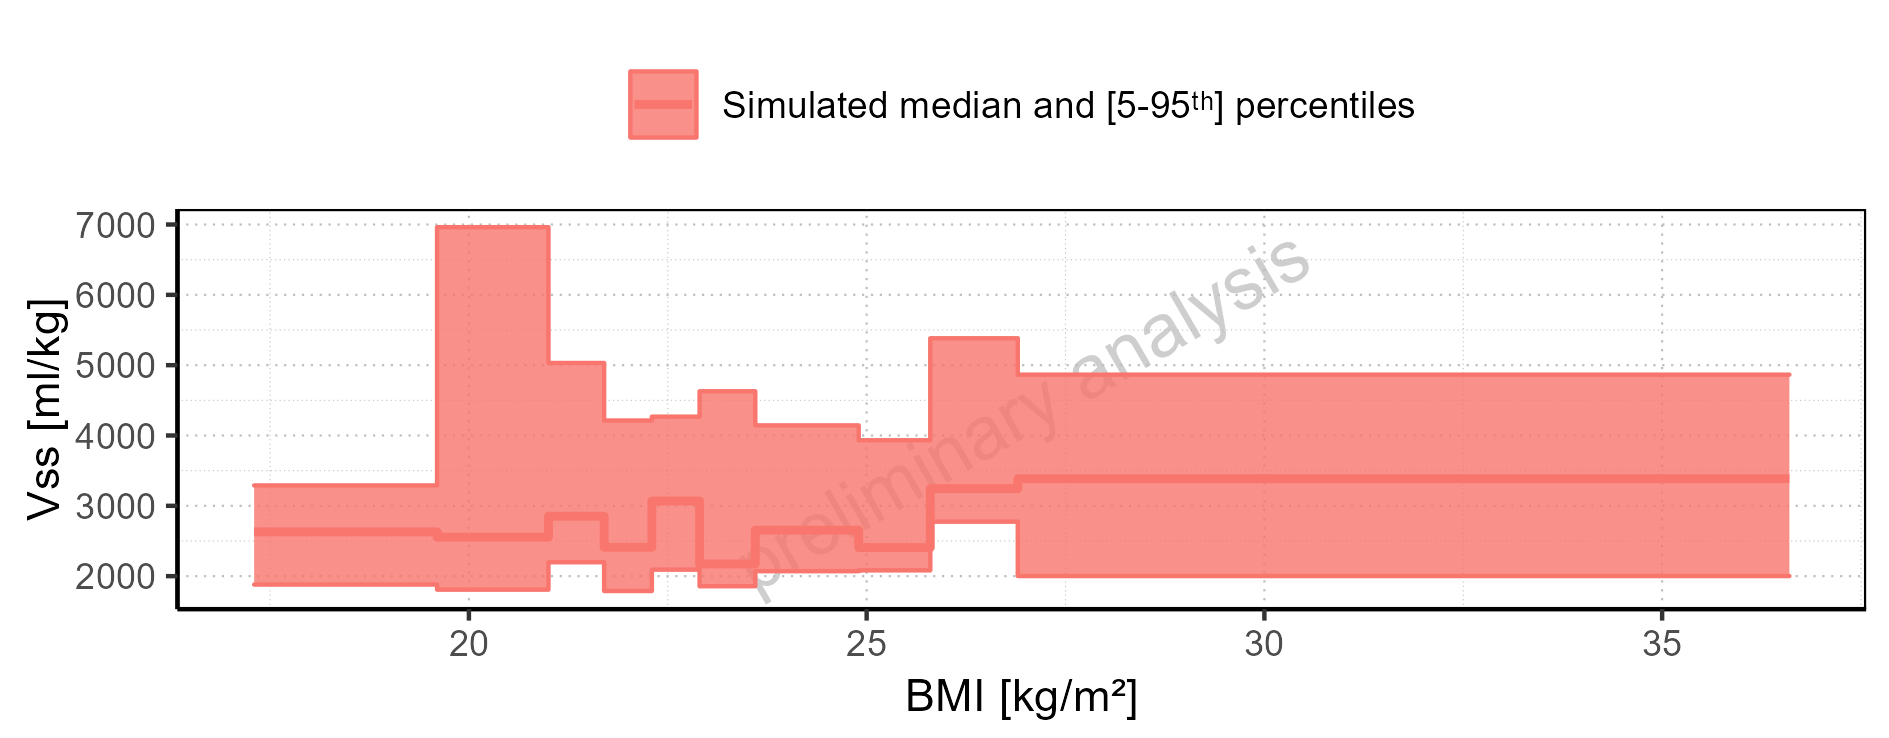 Simulated median and [5-95ᵗʰ] percentiles
7000
6000
5000
4000
3000
2000
Vss [ml/kg]
preliminary analysis
20
25
30
35
BMI [kg/m²]